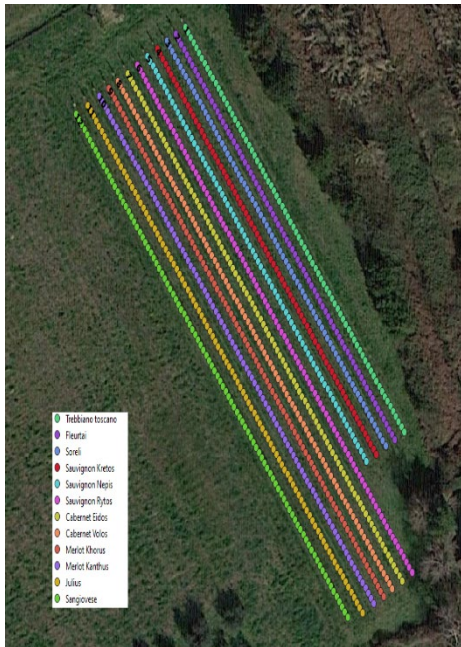 Trebbiano toscano
Fleurtai
Soreli
Sauvignon Kretos
Sauvignon Nepis
Sauvignon Rytos
Cabernet Eidos
Cabernet Volos
Merlot Khorus
Merlot Kanthus
Julius
Sangiovese